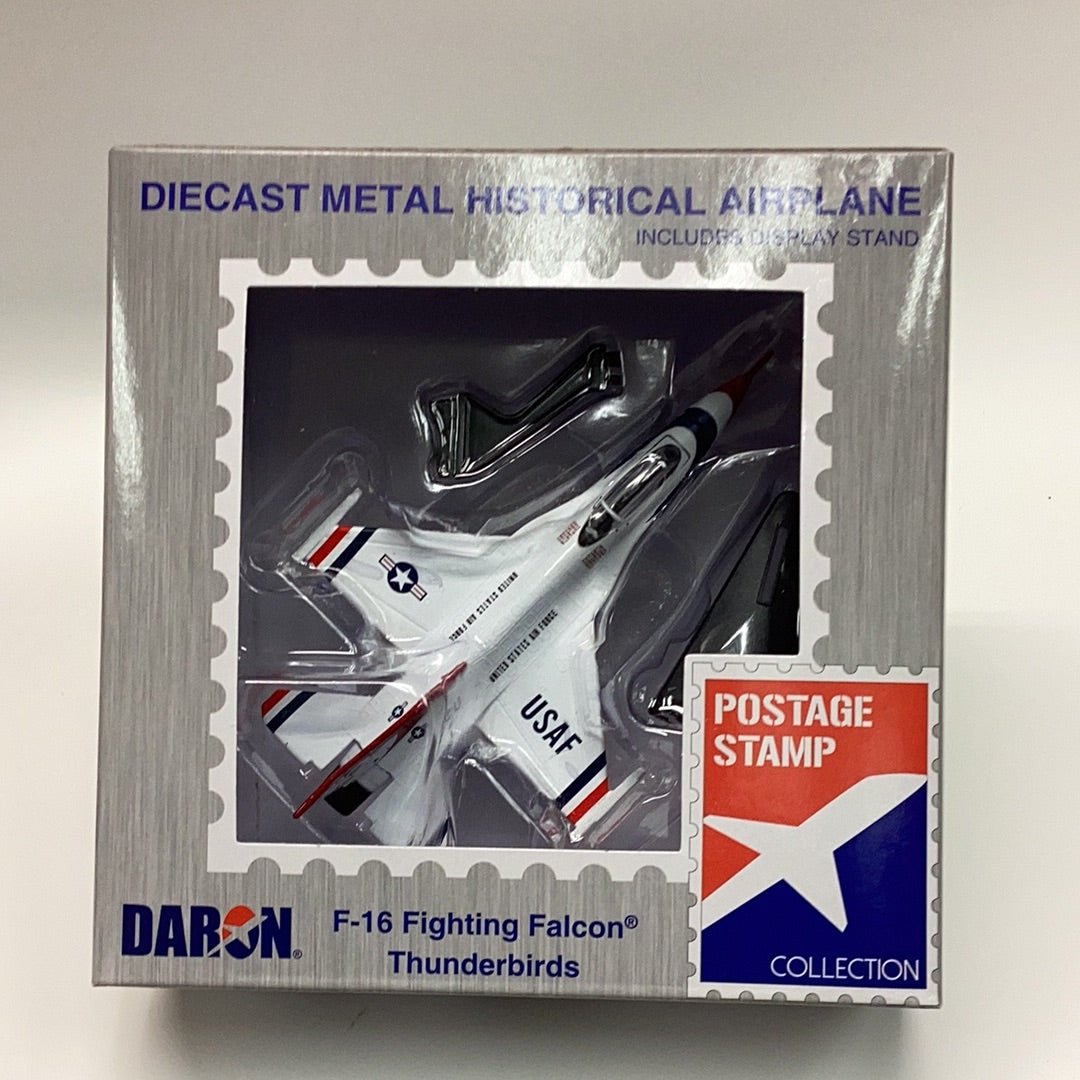 DIECAST METAL HISTORICAL AIRPLANE
INCLUDES DISPLAY STAND
UNITED STATES AIR FORCE
UNITED STATES AIR FORCE
USAF
POSTAGE
STAMP
COLLECTION
DARON®
F-16 Fighting Falcon®
Thunderbirds